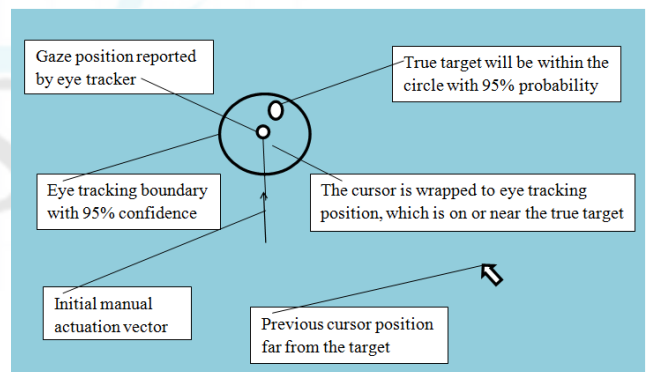 Gaze position reported
by eye tracker
True target will be within the
circle with 95% probability
Eye tracking boundary
with 95% confidence
The cursor is wrapped to eye tracking
position, which is on or near the true target
Initial manual
actuation vector
Previous cursor position
far from the target